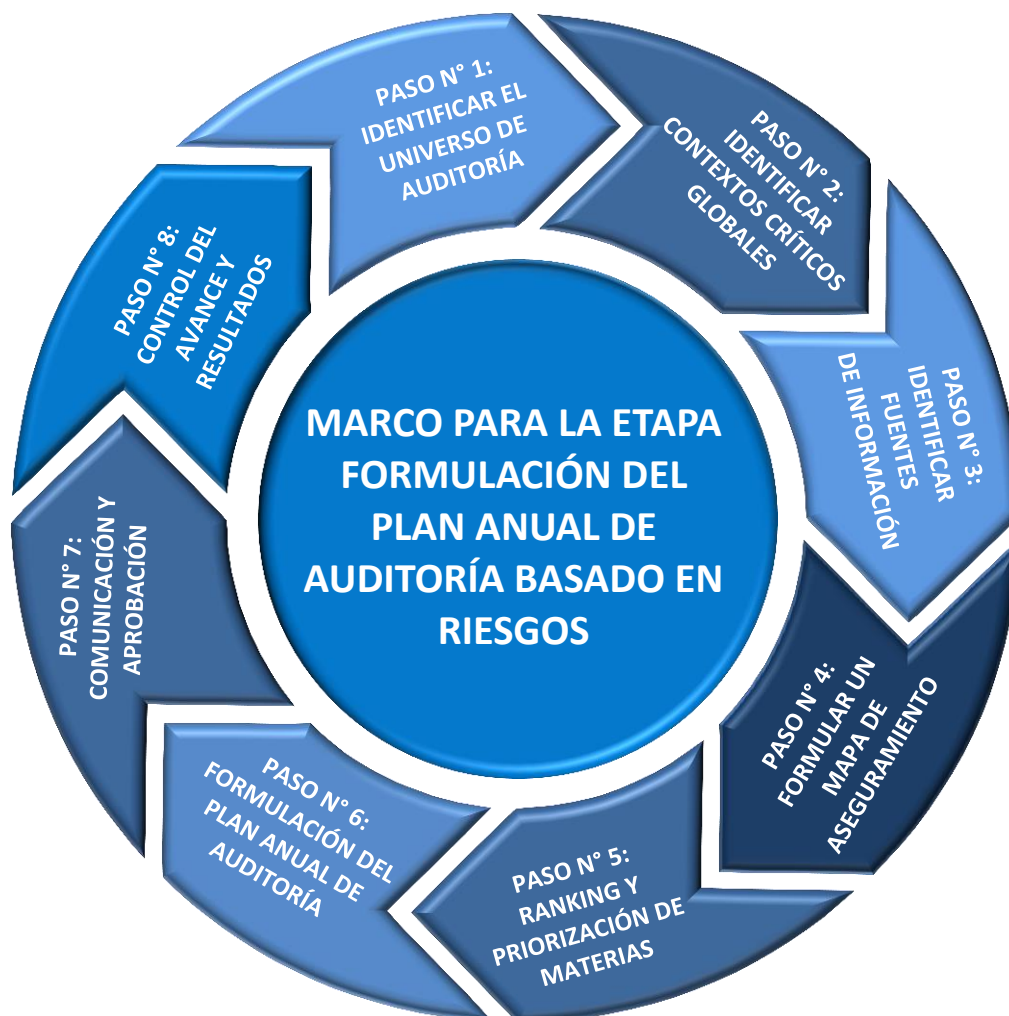 PASO N° 1:
IDENTIFICAR EL
UNIVERSO DE
AUDITORÍA
PASO N° 2:
IDENTIFICAR
CONTEXTOS CRÍTICOS
GLOBALES
PASO N° 3:
IDENTIFICAR
FUENTES
DE INFORMACIÓN
PASO N° 4:
FORMULAR UN
MAPA DE
ASEGURAMIENTO
PASO N° 5:
RANKING Y
PRIORIZACIÓN DE
MATERIAS
PASO N° 6:
FORMULACIÓN DEL
PLAN ANUAL DE
AUDITORÍA
PASO N° 7:
COMUNICACIÓN Y
APROBACIÓN
PASO N° 8:
CONTROL DEL
AVANCE Y
RESULTADOS
MARCO PARA LA ETAPA
FORMULACIÓN DEL
PLAN ANUAL DE
AUDITORÍA BASADO EN
RIESGOS